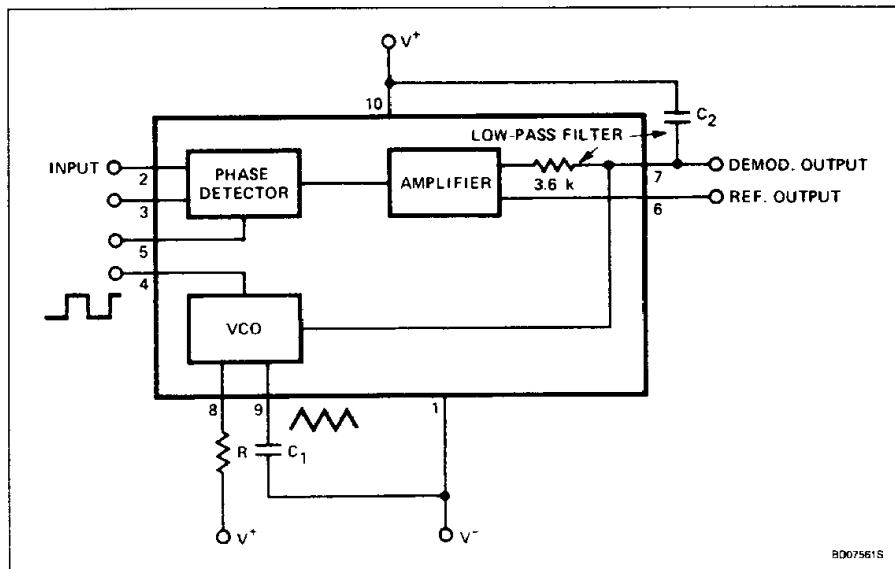 V+
10
C2
LOW-PASS FILTER
INPUT
2
PHASE
DETECTOR
AMPLIFIER
3.6 k
7
DEMOD. OUTPUT
3
6
REF. OUTPUT
5
4
VCO
8
9
1
R
C1
V+
V-
BD07561S